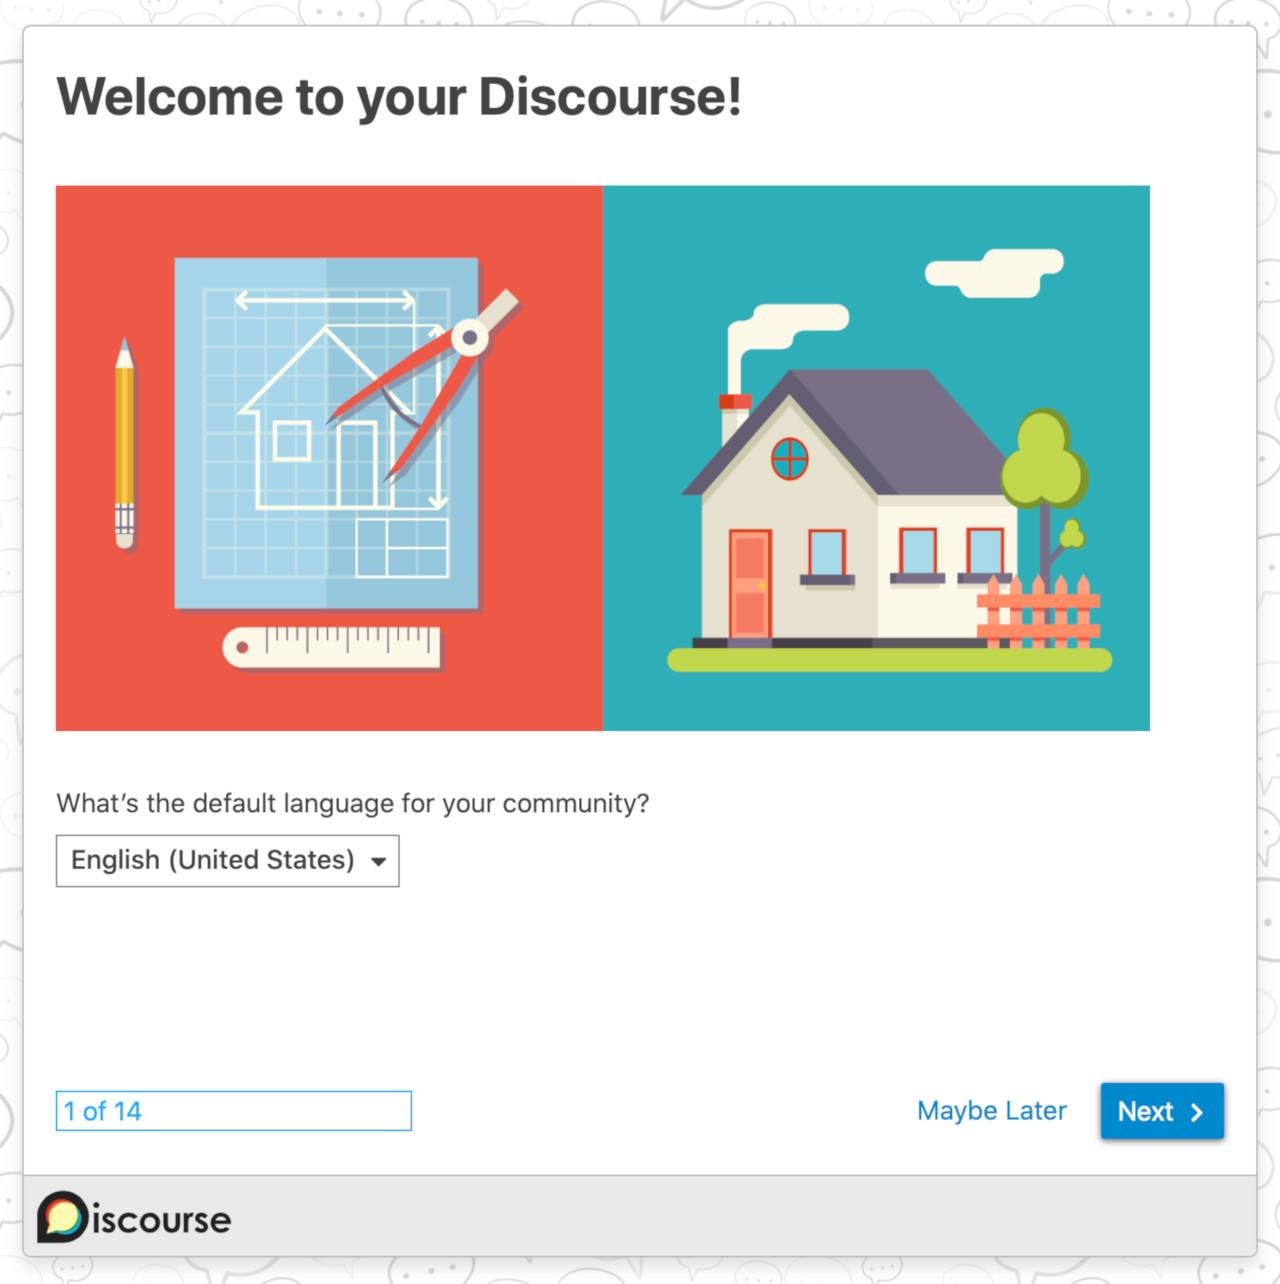 Welcome to your Discourse!
What's the default language for your community?
English (United States)
1 of 14
Maybe Later
Next
Discourse